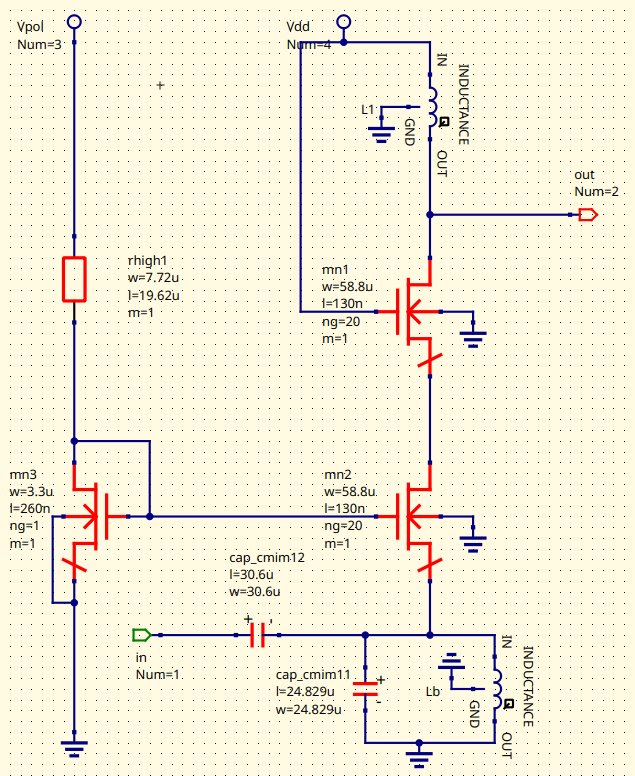 Vpol
Num=3
Vdd
Num=4
IN
INDUCTANCE
L1
GND
OUT
out
Num=2
rhigh1
w=7.72u
l=19.62u
m=1
mn1
w=58.8u
l=130n
ng=20
m=1
mn3
w=3.3u
l=260n
ng=1
m=1
mn2
w=58.8u
l=130n
ng=20
m=1
cap_cmim12
l=30.6u
w=30.6u
+
-
in
Num=1
cap_cmim11
l=24.829u
w=24.829u
+
-
IN
INDUCTANCE
Lb
GND
OUT